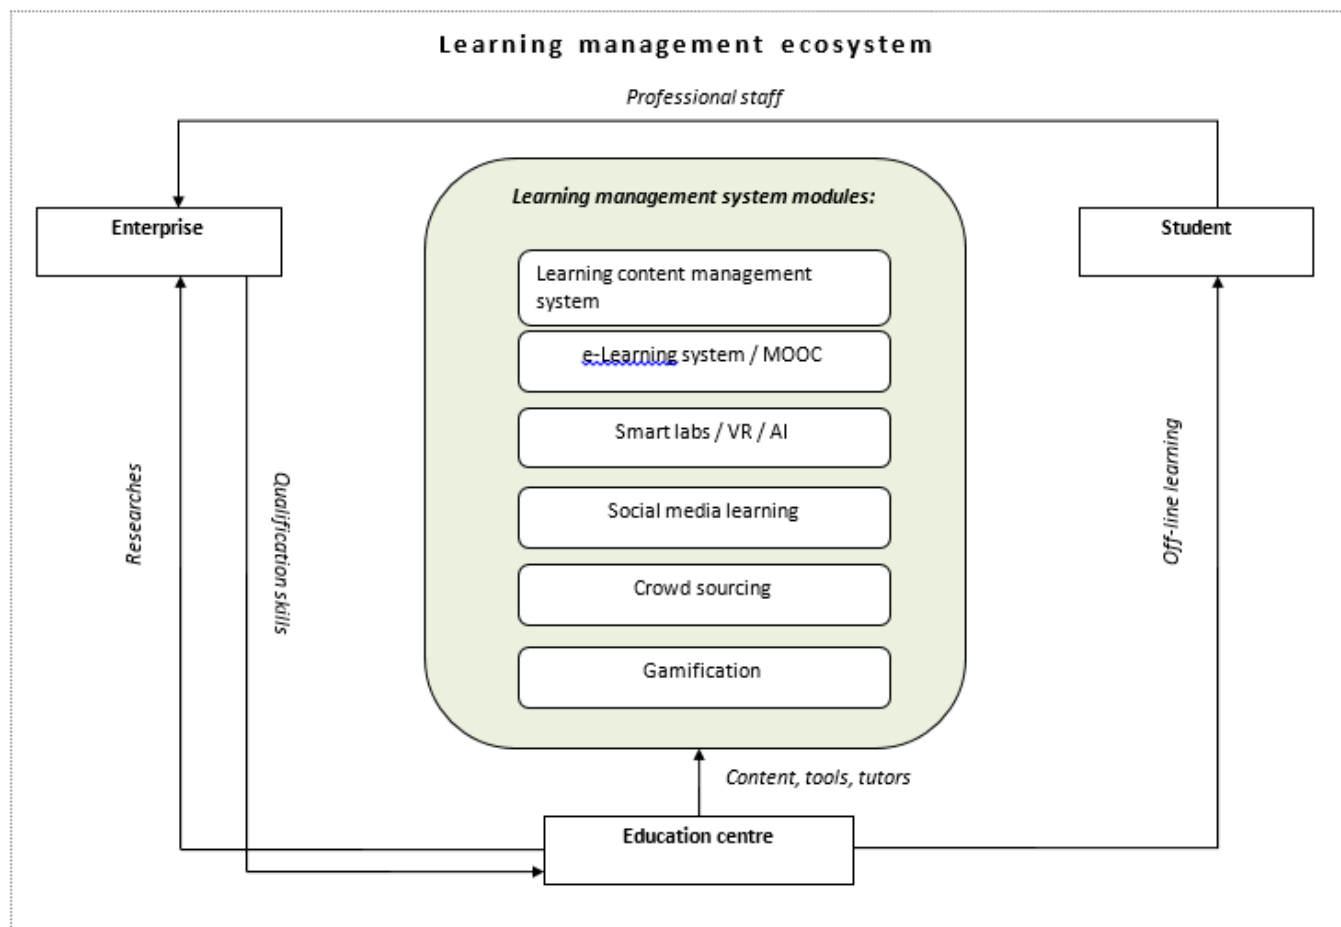 Learning management ecosystem
Professional staff
Learning management system modules:
Enterprise
Student
Learning content management
system
e-Learning system / MOOC
Smart labs / VR / AI
Researches
Qualification skills
Off-line learning
Social media learning
Crowd sourcing
Gamification
Content, tools, tutors
Education centre